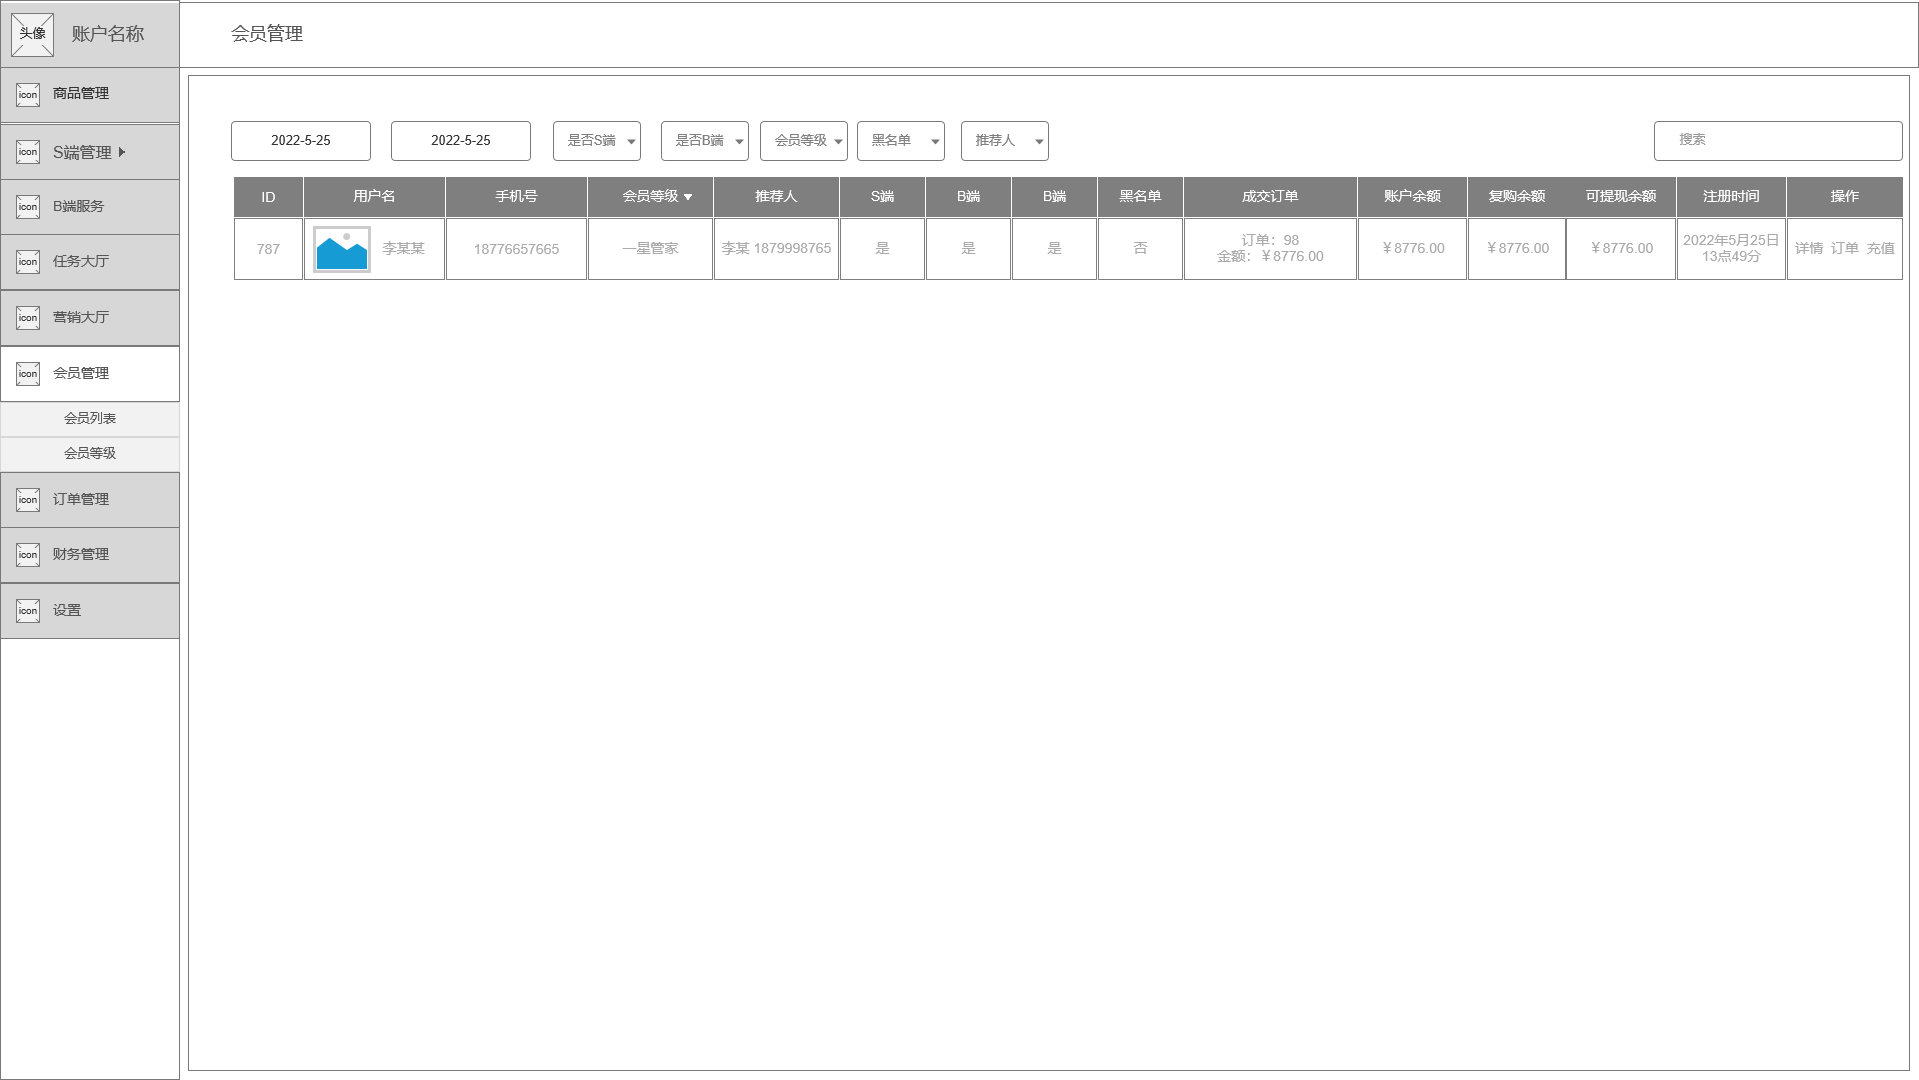 头像 账户名称
会员管理
icon 商品管理
icon S端管理
icon B端服务
icon 任务大厅
icon 营销大厅
icon 会员管理
会员列表
会员等级
icon 订单管理
icon 财务管理
icon 设置
2022-5-25 2022-5-25 是否S端 是否B端 会员等级 黑名单 推荐人 搜索
ID 用户名 手机号 会员等级 推荐人 S端 B端 B端 黑名单 成交订单 账户余额 复购余额 可提现余额 注册时间 操作
787 李某某 18776657665 一星管家 李某 1879998765 是 是 是 否 订单：98
金额：￥8776.00 ￥8776.00 ￥8776.00 ￥8776.00 2022年5月25日
13点49分 详情 订单 充值